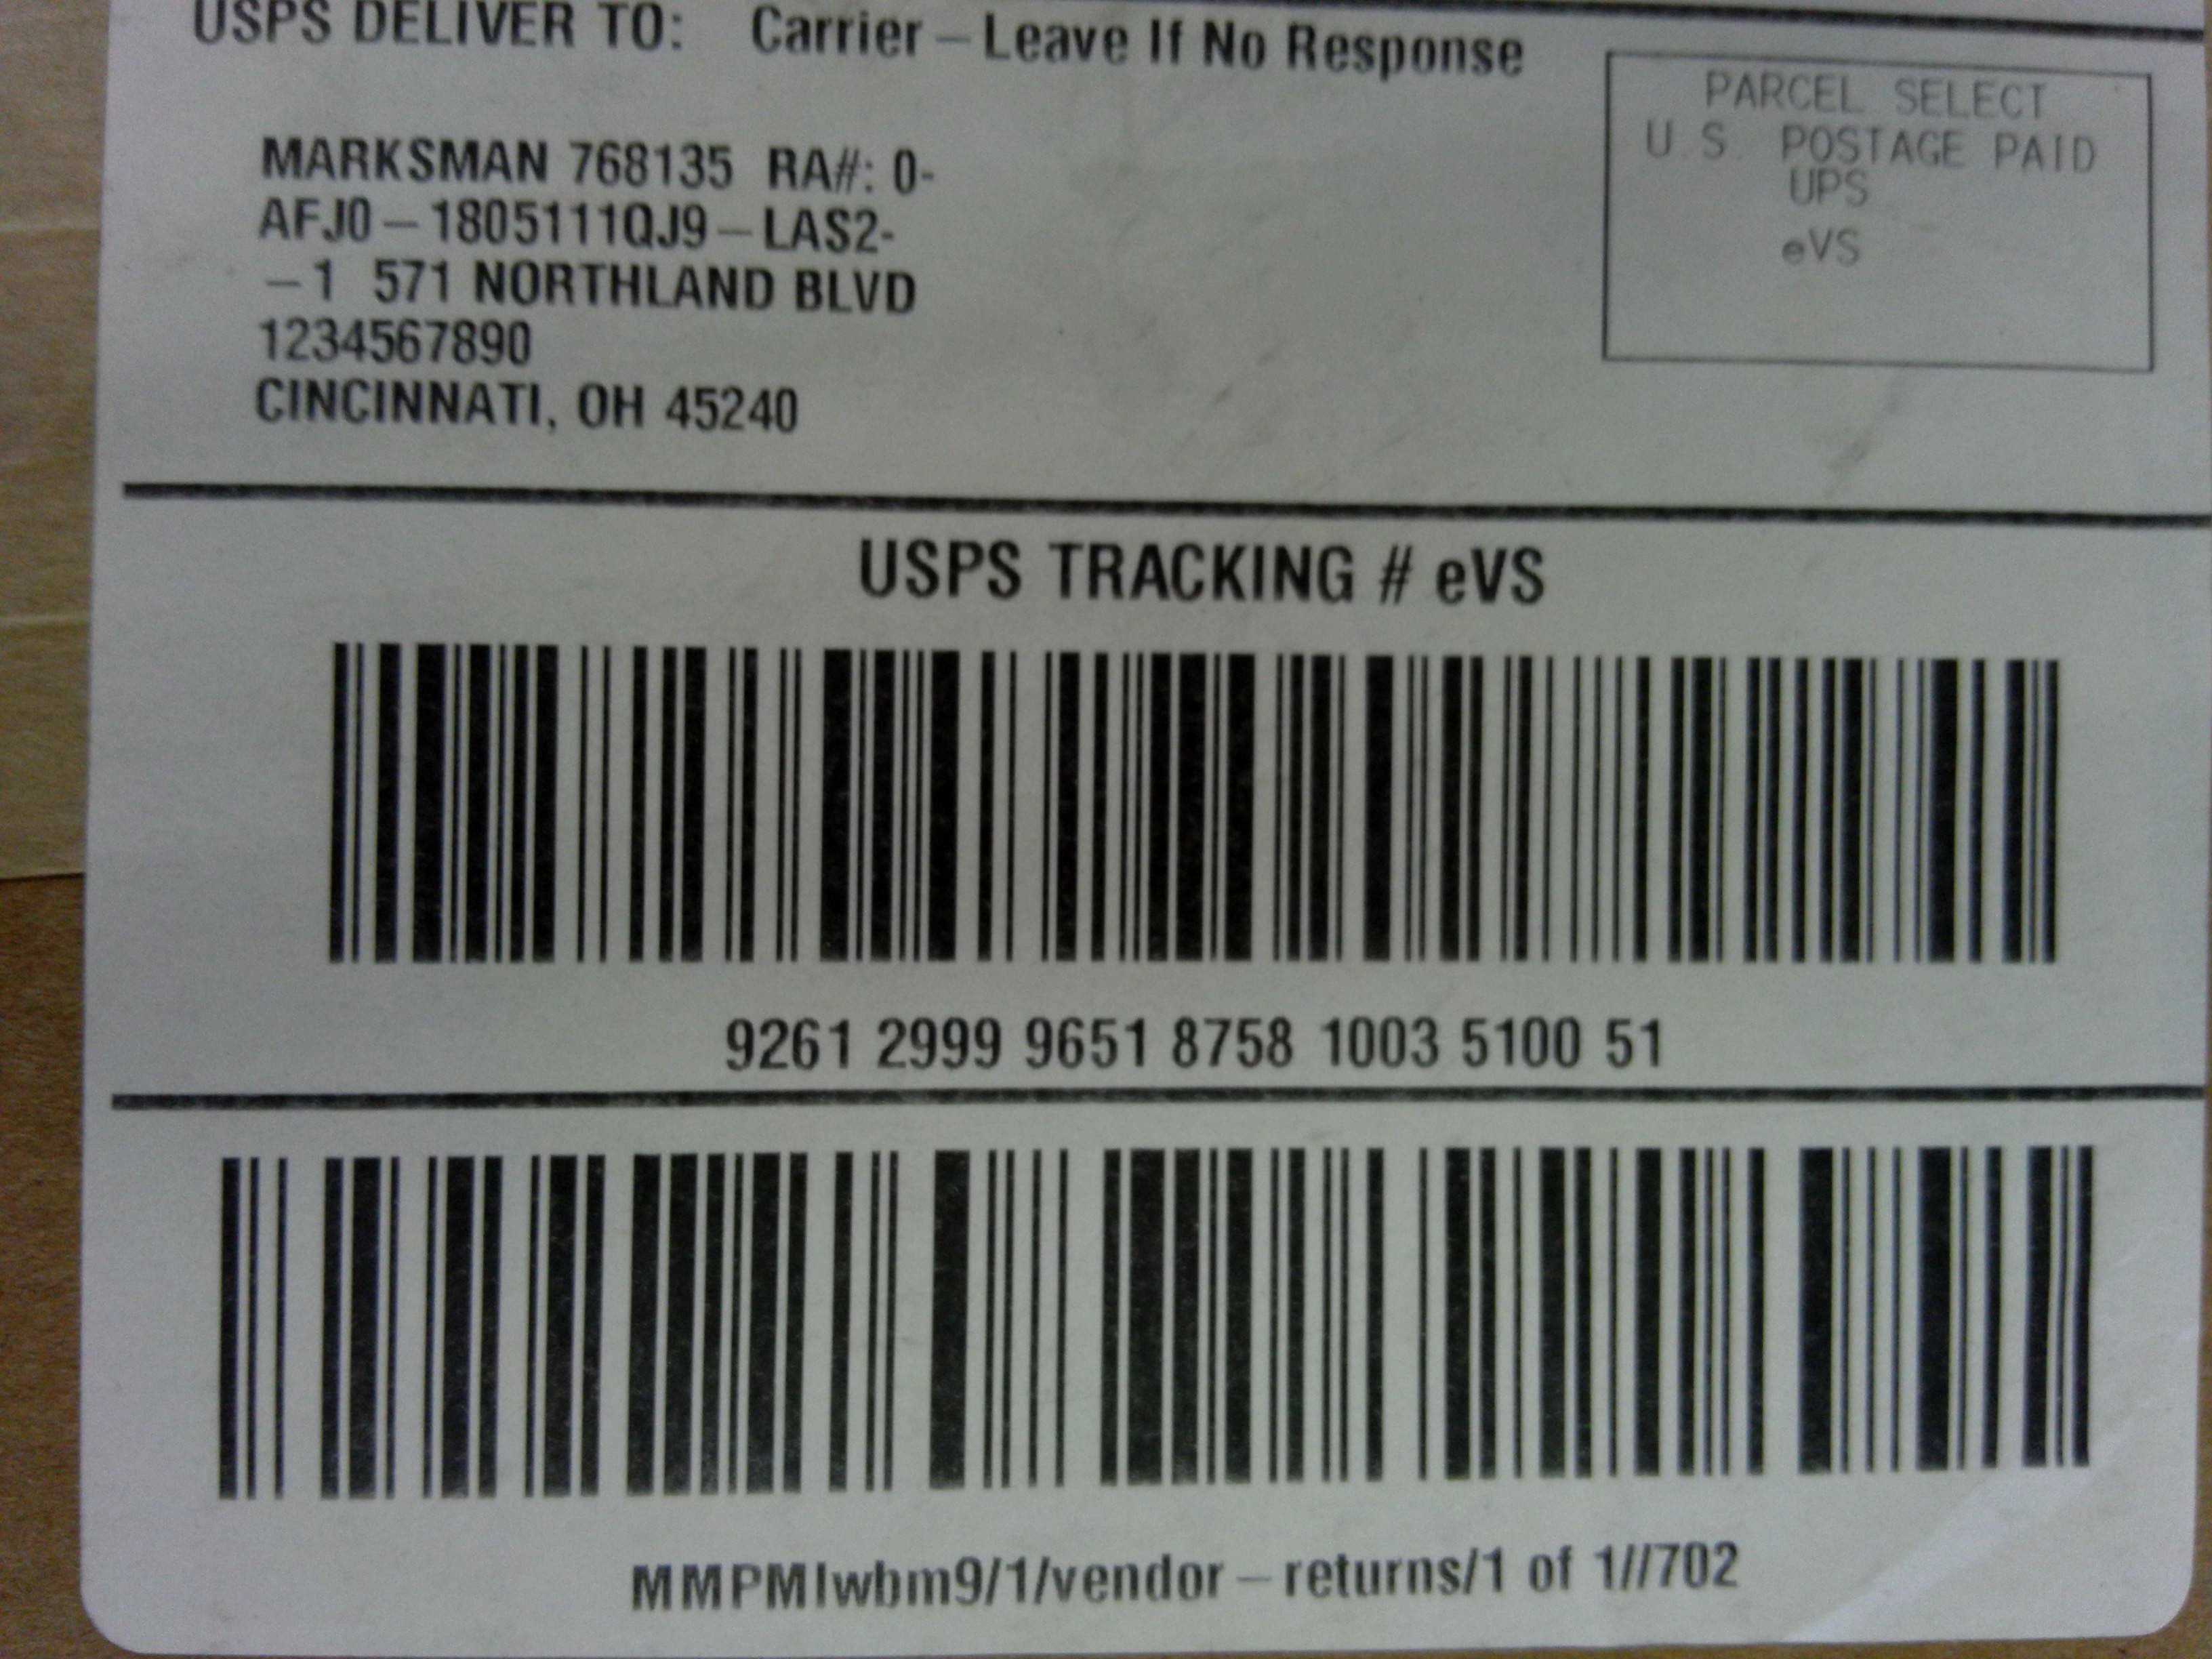 USPS DELIVER TO: Carrier – Leave If No Response
PARCEL SELECT
U.S. POSTAGE PAID
UPS
eVS
MARKSMAN 768135 RA#: 0-
AFJ0 – 1805111QJ9 – LAS2-
– 1 571 NORTHLAND BLVD
1234567890
CINCINNATI, OH 45240
USPS TRACKING # eVS
9261 2999 9651 8758 1003 5100 51
MMPMlwbm9/1/vendor – returns/1 of 1//702